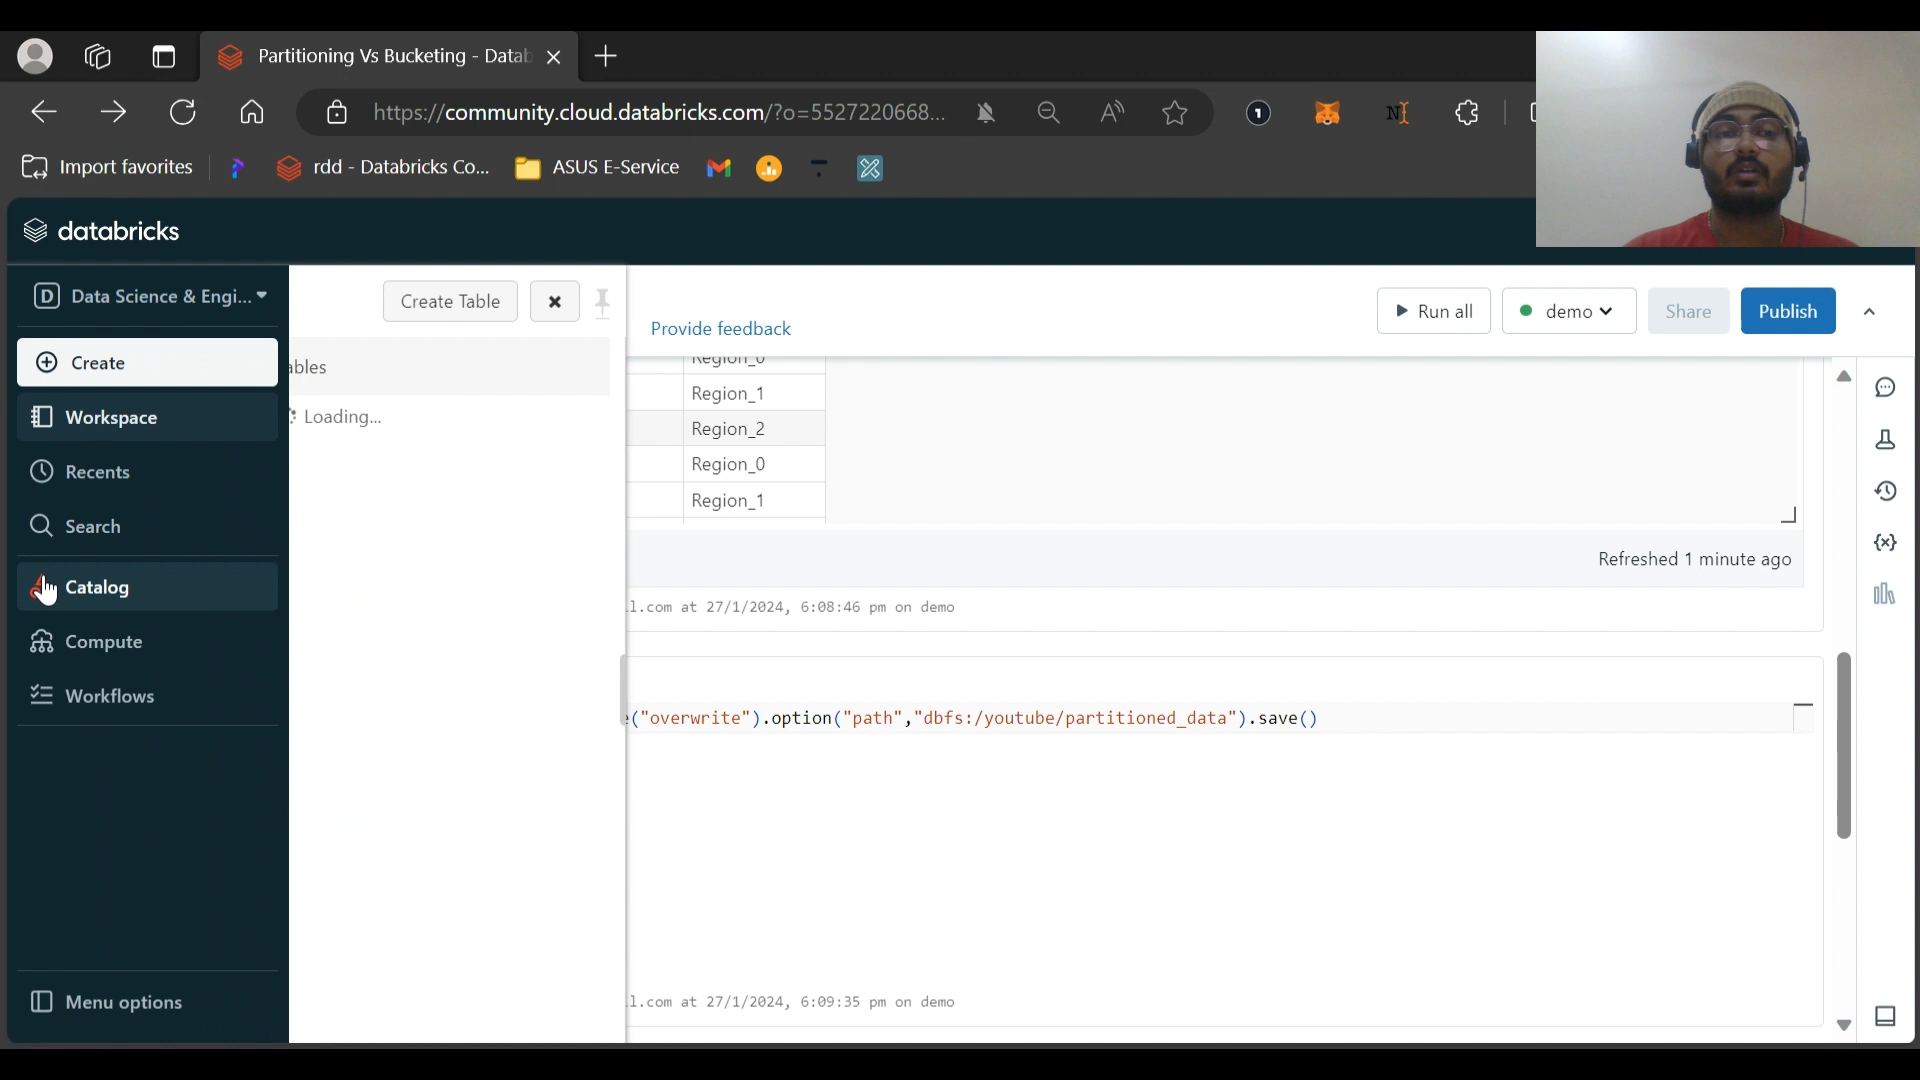 Partitioning Vs Bucketing - Datab
https://community.cloud.databricks.com/?o=5527220668...
Import favorites
rdd - Databricks Co...
ASUS E-Service
databricks
D Data Science & Engi...
Create
Workspace
Recents
Search
Catalog
Compute
Workflows
Menu options
Create Table
ables
Loading...
Provide feedback
Run all
demo
Share
Publish
Region_0
Region_1
Region_2
Region_0
Region_1
Refreshed 1 minute ago
ll.com at 27/1/2024, 6:08:46 pm on demo
e("overwrite").option("path","dbfs:/youtube/partitioned_data").save()
ll.com at 27/1/2024, 6:09:35 pm on demo